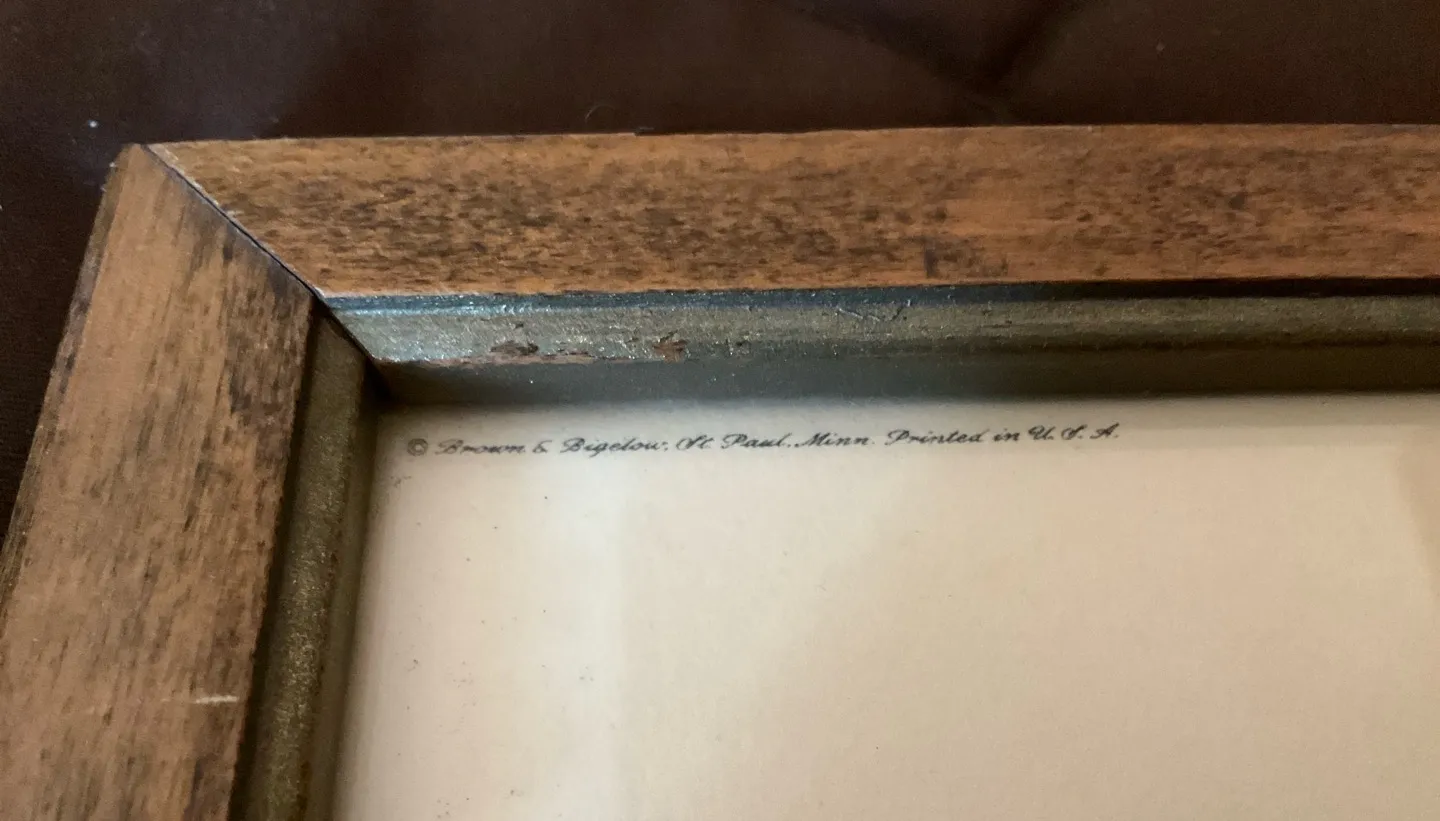 © Brown & Bigelow, St. Paul, Minn. Printed in U. S. A.